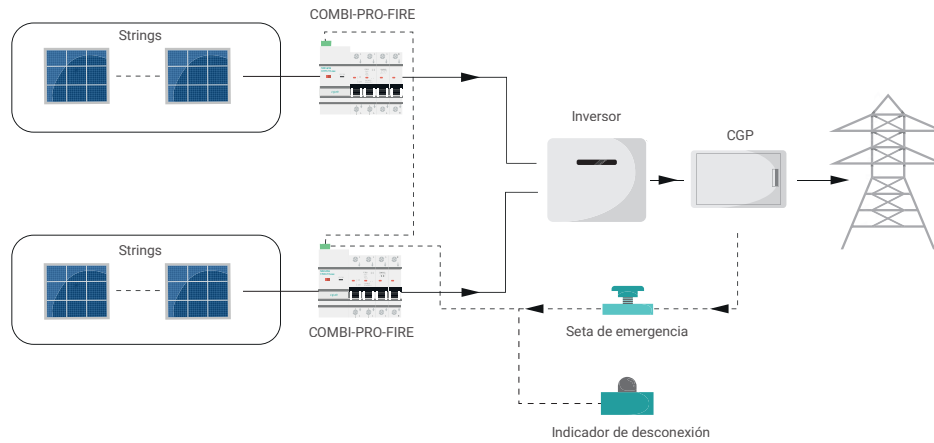 COMBI-PRO-FIRE
Strings
Inversor
CGP
Strings
COMBI-PRO-FIRE
Seta de emergencia
Indicador de desconexión